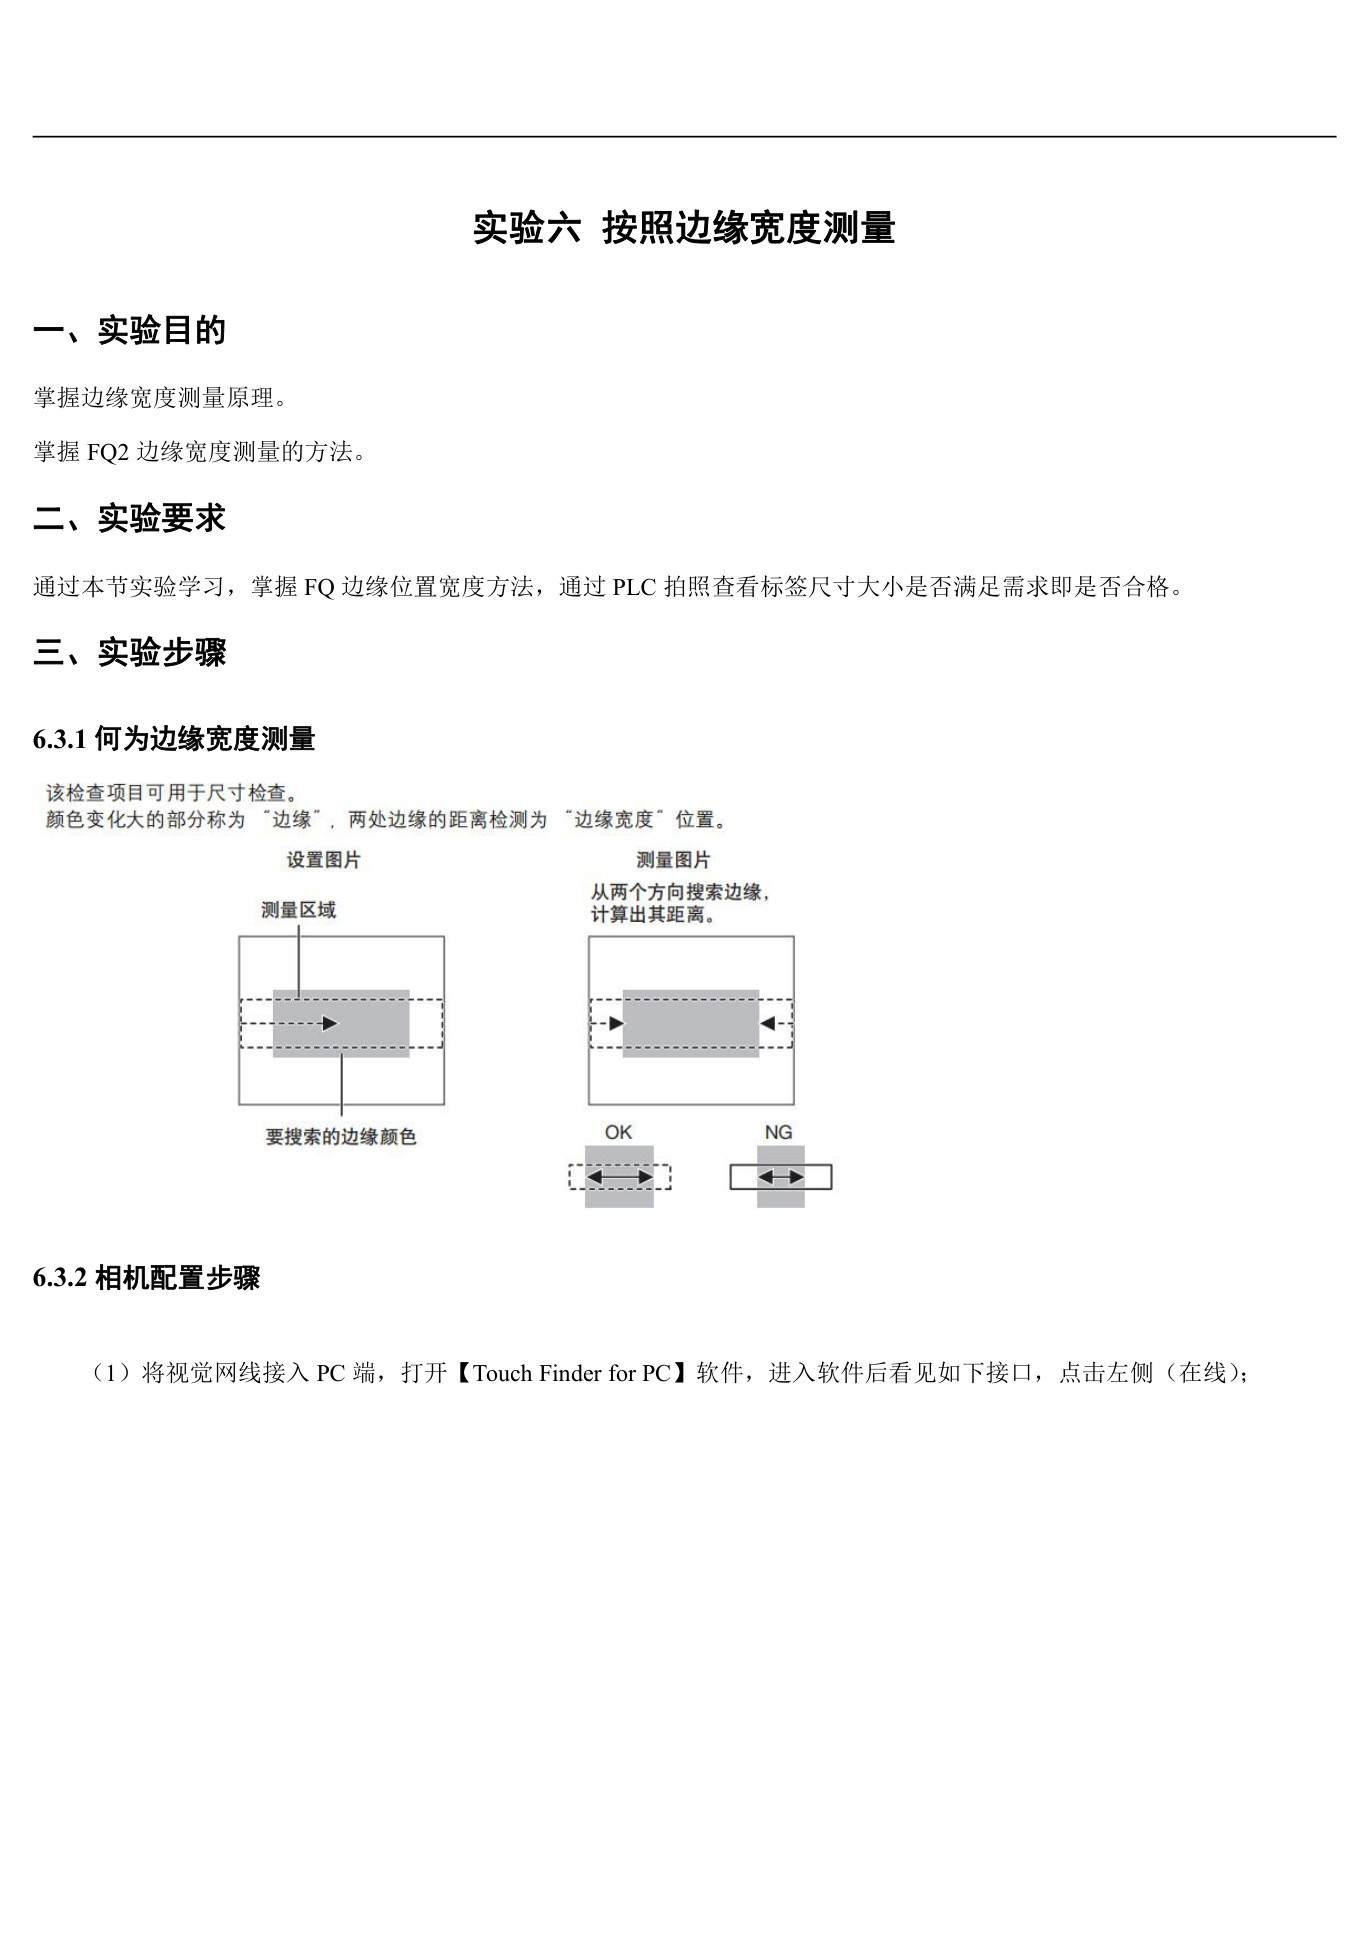 实验六 按照边缘宽度测量
一、实验目的
掌握边缘宽度测量原理。
掌握 FQ2 边缘宽度测量的方法。
二、实验要求
通过本节实验学习，掌握 FQ 边缘位置宽度方法，通过 PLC 拍照查看标签尺寸大小是否满足需求即是否合格。
三、实验步骤
6.3.1 何为边缘宽度测量
该检查项目可用于尺寸检查。
颜色变化大的部分称为 “边缘”，两处边缘的距离检测为 “边缘宽度” 位置。
设置图片
测量区域
要搜索的边缘颜色
测量图片
从两个方向搜索边缘，
计算出其距离。
OK NG
6.3.2 相机配置步骤
（1）将视觉网线接入 PC 端，打开【Touch Finder for PC】软件，进入软件后看见如下接口，点击左侧（在线）；